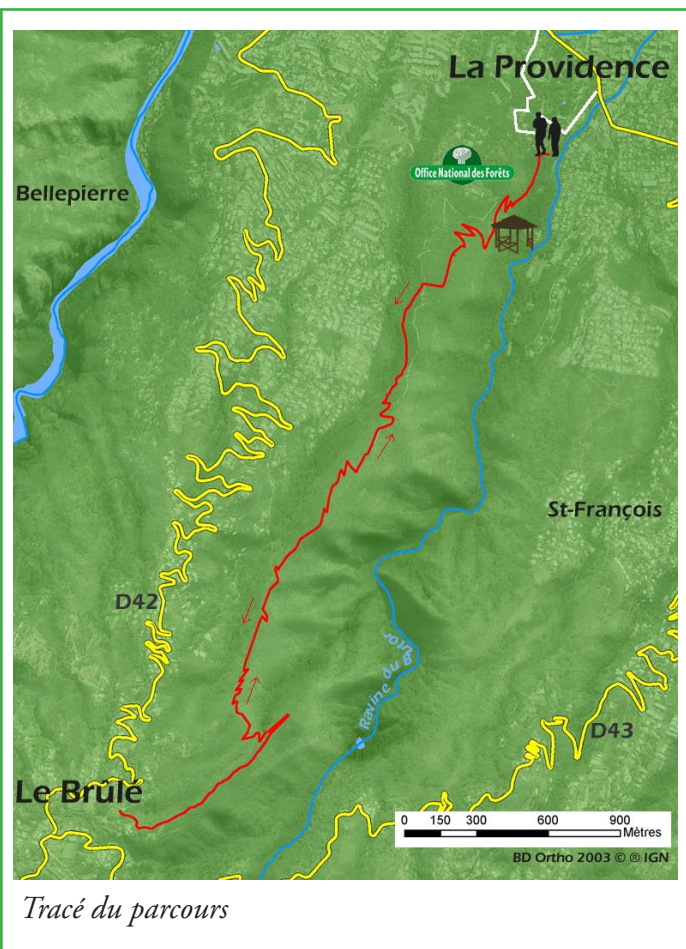 La Providence
Office National des Forêts
Bellepierre
St-François
D42
Ravine du Butor
D43
Le Brûlé
0 150 300 600 900
Mètres
BD Ortho 2003 © ® IGN
Tracé du parcours